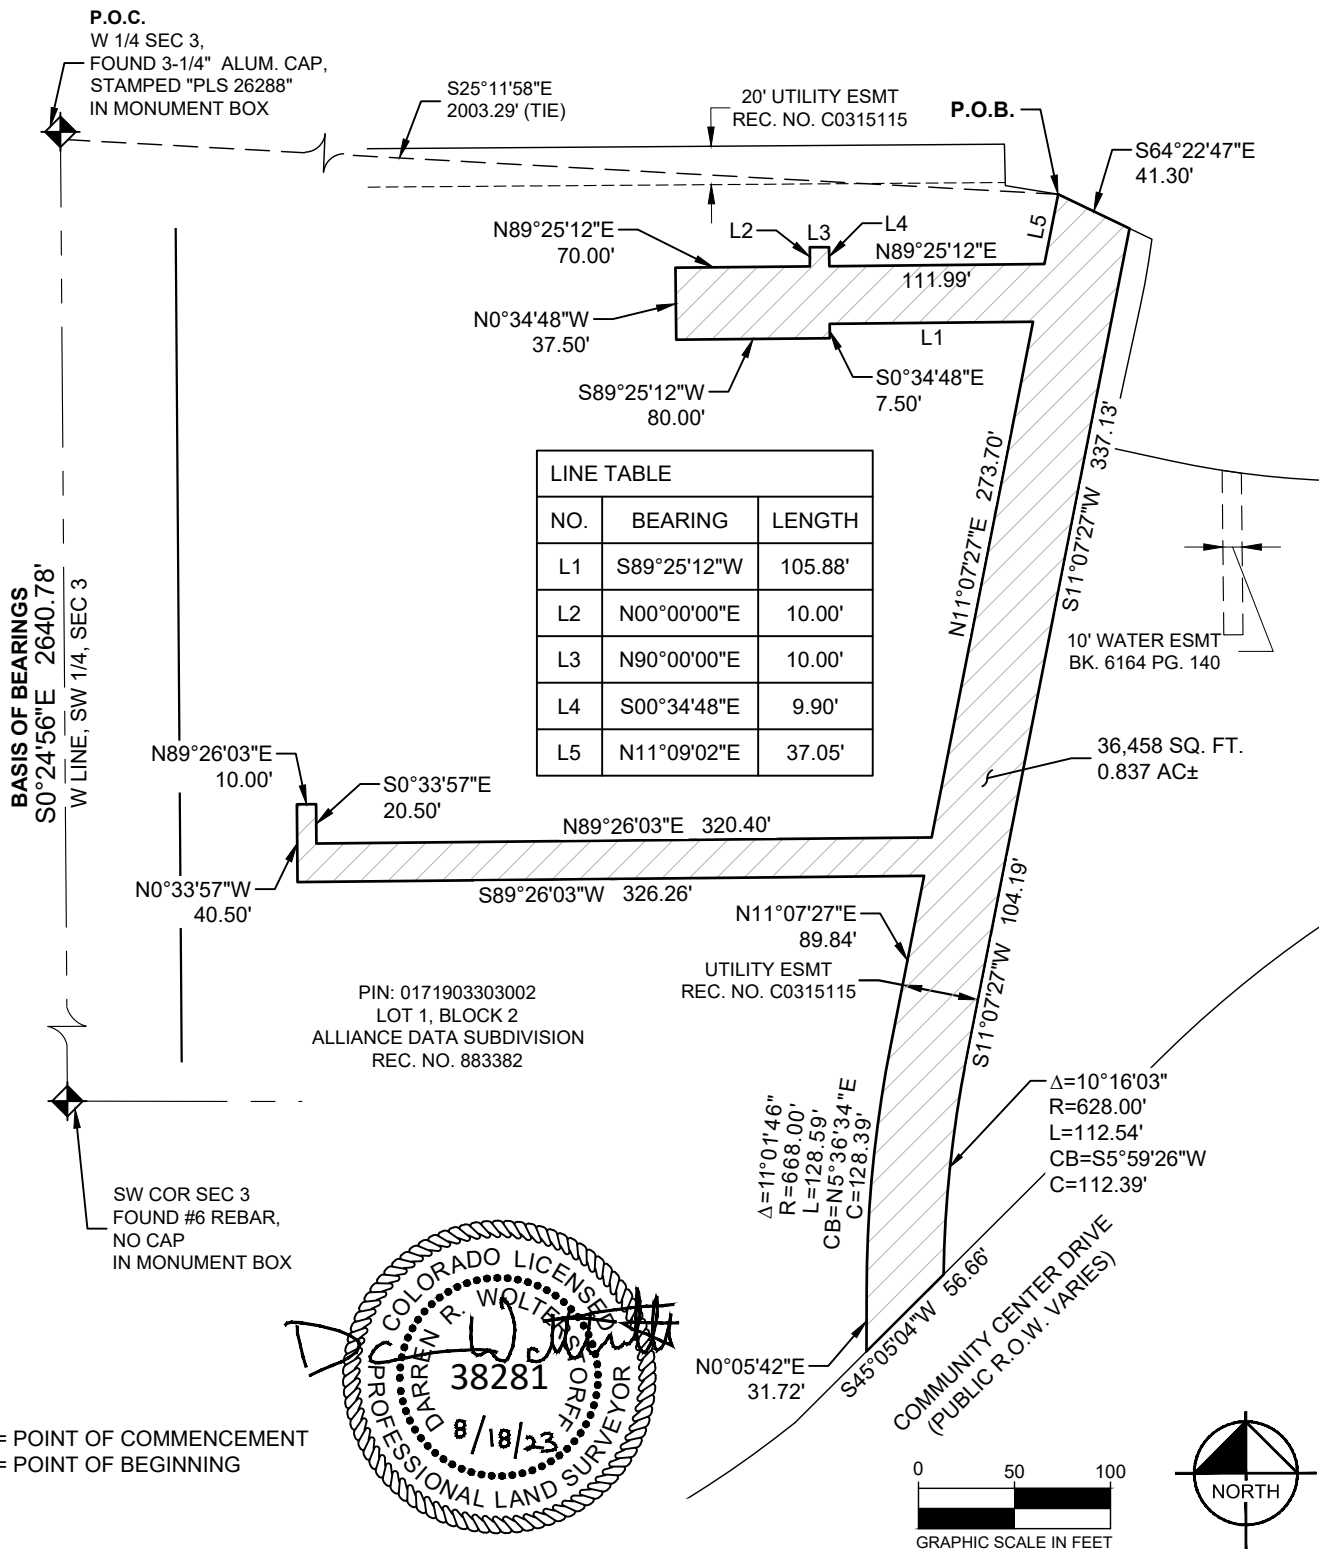 P.O.C.
W 1/4 SEC 3,
FOUND 3-1/4" ALUM. CAP,
STAMPED "PLS 26288"
IN MONUMENT BOX
S25°11'58"E
2003.29' (TIE)
20' UTILITY ESMT
REC. NO. C0315115
P.O.B.
S64°22'47"E
41.30'
N89°25'12"E
70.00'
L2
L3
L4
N89°25'12"E
111.99'
L5
N0°34'48"W
37.50'
L1
S89°25'12"W
80.00'
S0°34'48"E
7.50'
LINE TABLE
NO. BEARING LENGTH
L1 S89°25'12"W 105.88'
L2 N00°00'00"E 10.00'
L3 N90°00'00"E 10.00'
L4 S00°34'48"E 9.90'
L5 N11°09'02"E 37.05'
N11°07'27"E 273.70'
S11°07'27"W 337.13'
10' WATER ESMT
BK. 6164 PG. 140
BASIS OF BEARINGS
S0°24'56"E 2640.78'
W LINE, SW 1/4, SEC 3
36,458 SQ. FT.
0.837 AC±
N89°26'03"E
10.00'
S0°33'57"E
20.50'
N89°26'03"E 320.40'
N0°33'57"W
40.50'
S89°26'03"W 326.26'
N11°07'27"E
89.84'
S11°07'27"W 104.19'
UTILITY ESMT
REC. NO. C0315115
PIN: 0171903303002
LOT 1, BLOCK 2
ALLIANCE DATA SUBDIVISION
REC. NO. 883382
Δ=11°01'46"
R=668.00'
L=128.59'
CB=N5°36'34"E
C=128.39'
Δ=10°16'03"
R=628.00'
L=112.54'
CB=S5°59'26"W
C=112.39'
SW COR SEC 3
FOUND #6 REBAR,
NO CAP
IN MONUMENT BOX
COLORADO LICENSED
DARREN R. WOLTERSTORFF
38281
8/18/23
PROFESSIONAL LAND SURVEYOR
N0°05'42"E
31.72'
S45°05'04"W 56.66'
COMMUNITY CENTER DRIVE
(PUBLIC R.O.W. VARIES)
= POINT OF COMMENCEMENT
= POINT OF BEGINNING
0 50 100
GRAPHIC SCALE IN FEET
NORTH